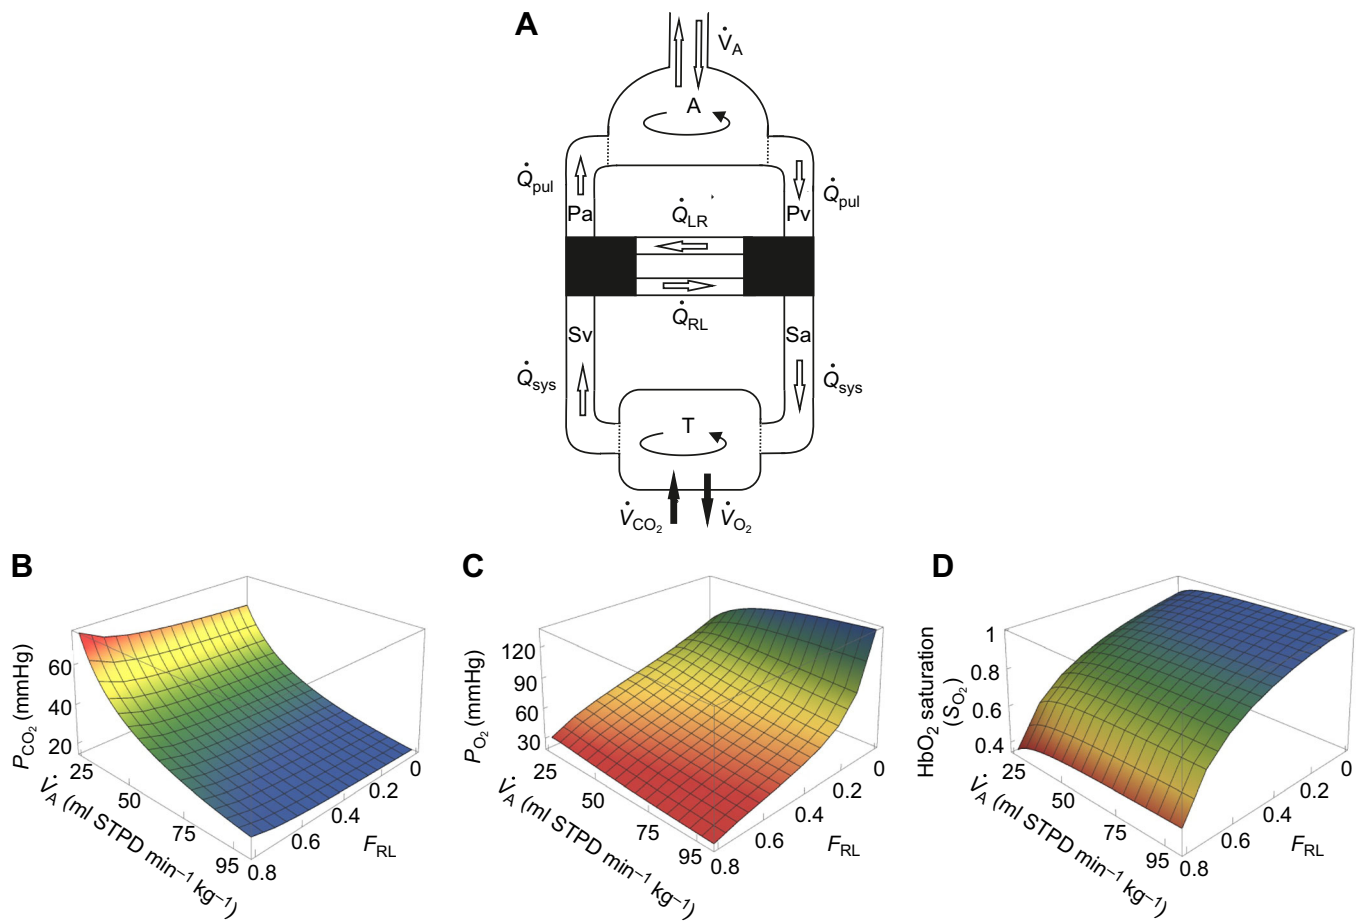 A
V̇A
A
Q̇pul
Q̇pul
Pa
Q̇LR
Pv
Q̇RL
Sv
Sa
Q̇sys
Q̇sys
T
V̇CO2
V̇O2
B
PCO2 (mmHg)
60
40
20
25
50
75
95
V̇A (ml STPD min–1 kg–1)
0
0.2
0.4
0.6
0.8
FRL
C
PO2 (mmHg)
120
90
60
30
25
50
75
95
V̇A (ml STPD min–1 kg–1)
0
0.2
0.4
0.6
0.8
FRL
D
HbO2 saturation
(SO2)
1
0.8
0.6
0.4
25
50
75
95
V̇A (ml STPD min–1 kg–1)
0
0.2
0.4
0.6
0.8
FRL